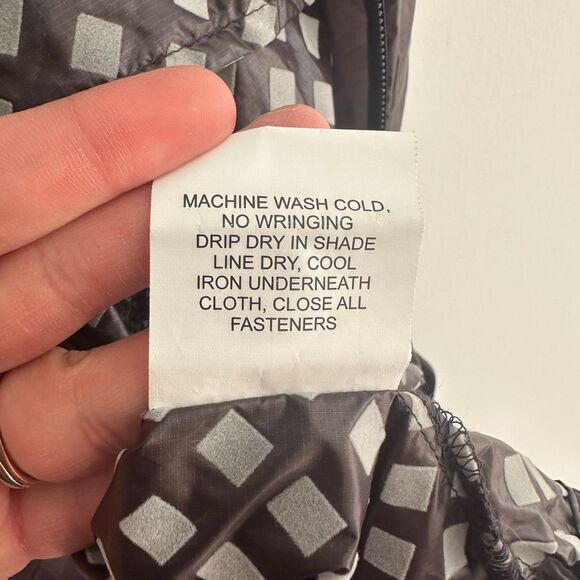 MACHINE WASH COLD,
NO WRINGING
DRIP DRY IN SHADE
LINE DRY, COOL
IRON UNDERNEATH
CLOTH, CLOSE ALL
FASTENERS